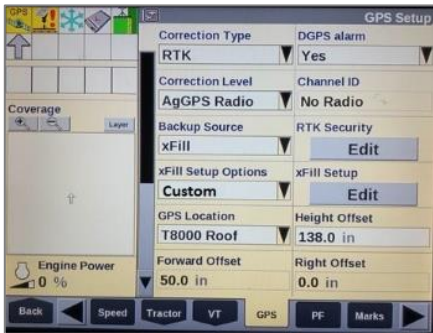 GPS
GPS Setup
Correction Type
DGPS alarm
RTK
Yes
Correction Level
Channel ID
AgGPS Radio
No Radio
Coverage
Layer
Backup Source
RTK Security
xFill
Edit
xFill Setup Options
xFill Setup
Custom
Edit
GPS Location
Height Offset
T8000 Roof
138.0 in
Engine Power
0 %
Forward Offset
Right Offset
50.0 in
0.0 in
Back
Speed
Tractor
VT
GPS
PF
Marks